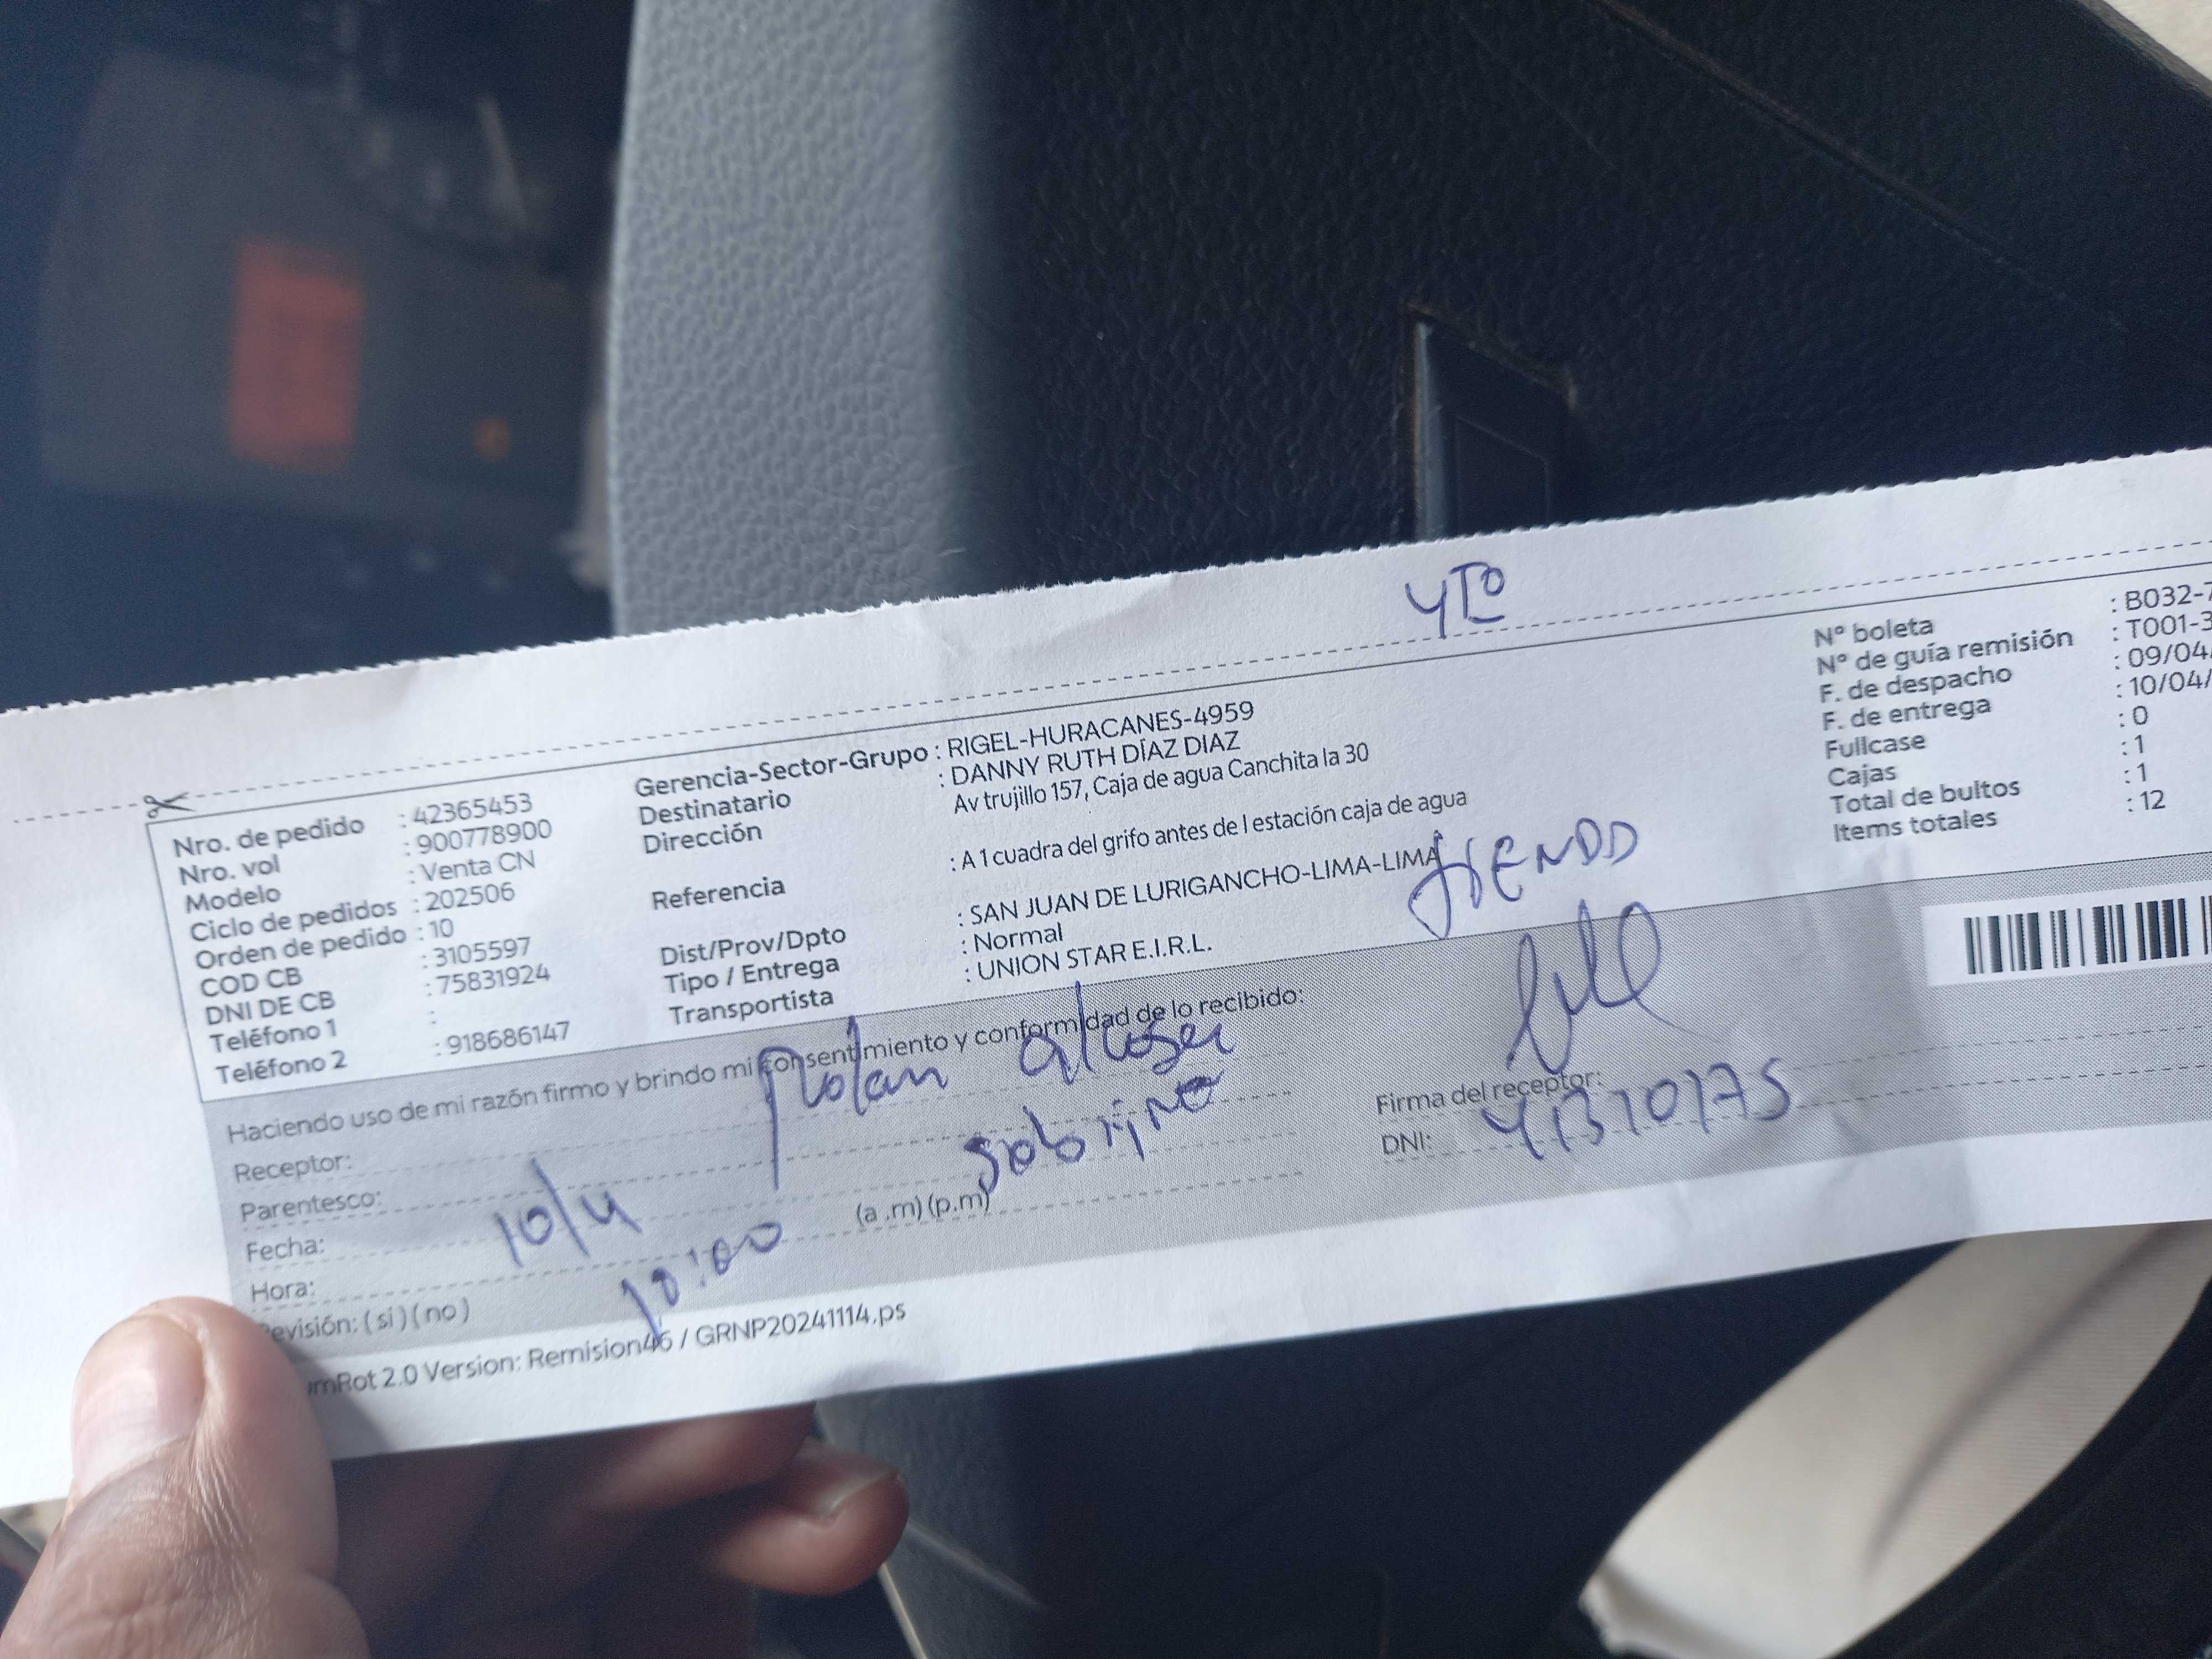 4to
Nro. de pedido : 42365453
Nro. vol : 900778900
Modelo : Venta CN
Ciclo de pedidos : 202506
Orden de pedido : 10
COD CB : 3105597
DNI DE CB : 75831924
Teléfono 1 :
Teléfono 2 : 918686147
Gerencia-Sector-Grupo : RIGEL-HURACANES-4959
Destinatario : DANNY RUTH DÍAZ DIAZ
Dirección Av trujillo 157, Caja de agua Canchita la 30
Referencia : A 1 cuadra del grifo antes de l estación caja de agua
Dist/Prov/Dpto : SAN JUAN DE LURIGANCHO-LIMA-LIMA
Tipo / Entrega : Normal
Transportista : UNION STAR E.I.R.L.
N° boleta : B032-7
N° de guía remisión : T001-3
F. de despacho : 09/04/
F. de entrega : 10/04/
Fullcase : 0
Cajas : 1
Total de bultos : 1
Items totales : 12
Haciendo uso de mi razón firmo y brindo mi consentimiento y conformidad de lo recibido:
Receptor:
Parentesco: sobrino
Fecha: 10/4
Hora: 10:00 (a .m) (p.m)
evisión: ( si ) ( no )
Firma del receptor:
DNI: 41310175
mRot 2.0 Version: Remision46 / GRNP20241114.ps